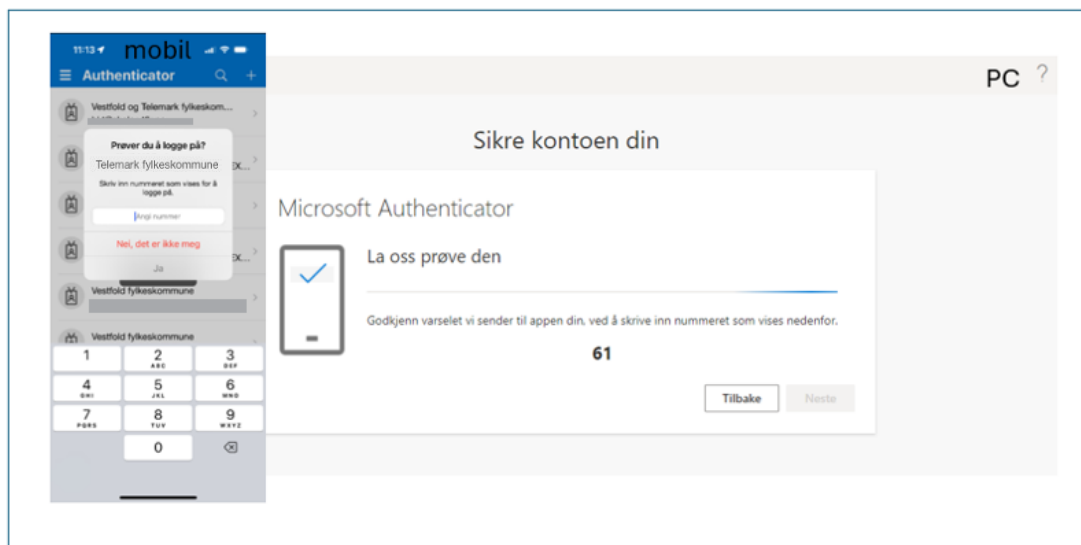 11:13 mobil
Authenticator
Vestfold og Telemark fylkeskom...
Prøver du å logge på?
Telemark fylkeskommune
Skriv inn nummeret som vises for å
logge på.
Angi nummer
Nei, det er ikke meg
Ja
Vestfold fylkeskommune
Vestfold fylkeskommune
1 2 3
ABC DEF
4 5 6
GHI JKL MNO
7 8 9
PQRS TUV WXYZ
0
PC ?
Sikre kontoen din
Microsoft Authenticator
La oss prøve den
Godkjenn varselet vi sender til appen din, ved å skrive inn nummeret som vises nedenfor.
61
Tilbake Neste